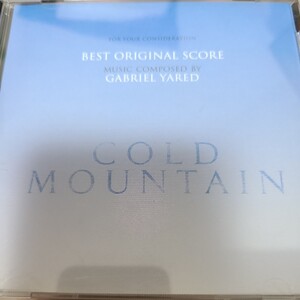 FOR YOUR CONSIDERATION
BEST ORIGINAL SCORE
MUSIC COMPOSED BY
GABRIEL YARED
COLD
MOUNTAIN